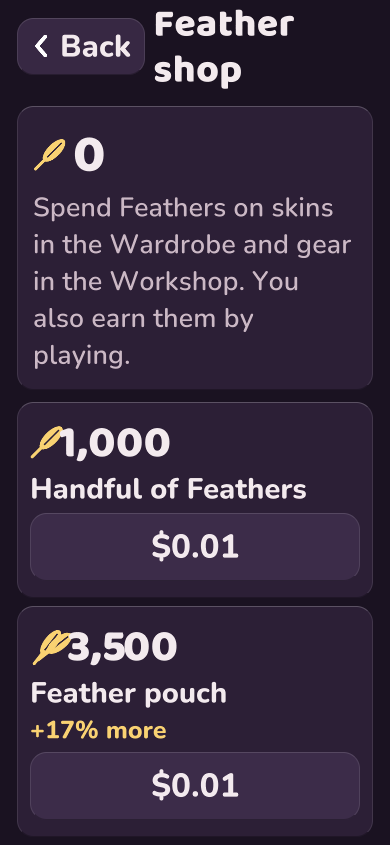 Back
Feather
shop
0
Spend Feathers on skins
in the Wardrobe and gear
in the Workshop. You
also earn them by
playing.
1,000
Handful of Feathers
$0.01
3,500
Feather pouch
+17% more
$0.01